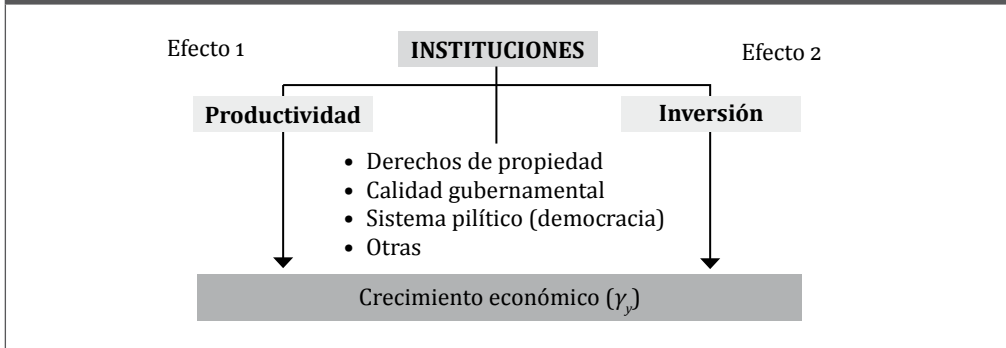 Efecto 1
INSTITUCIONES
Efecto 2
Productividad
Inversión
• Derechos de propiedad
• Calidad gubernamental
• Sistema pilítico (democracia)
• Otras
Crecimiento económico (γy)